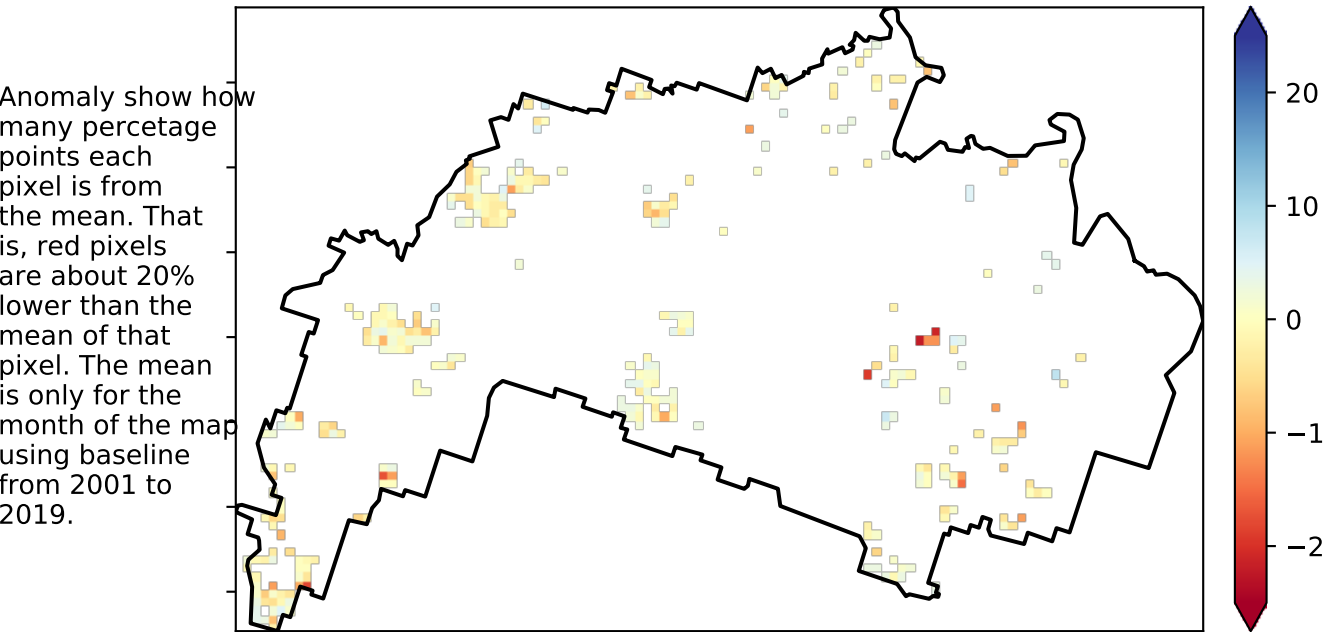 Anomaly show how
many percetage
points each
pixel is from
the mean. That
is, red pixels
are about 20%
lower than the
mean of that
pixel. The mean
is only for the
month of the map
using baseline
from 2001 to
2019.
20
10
0
−1
−2